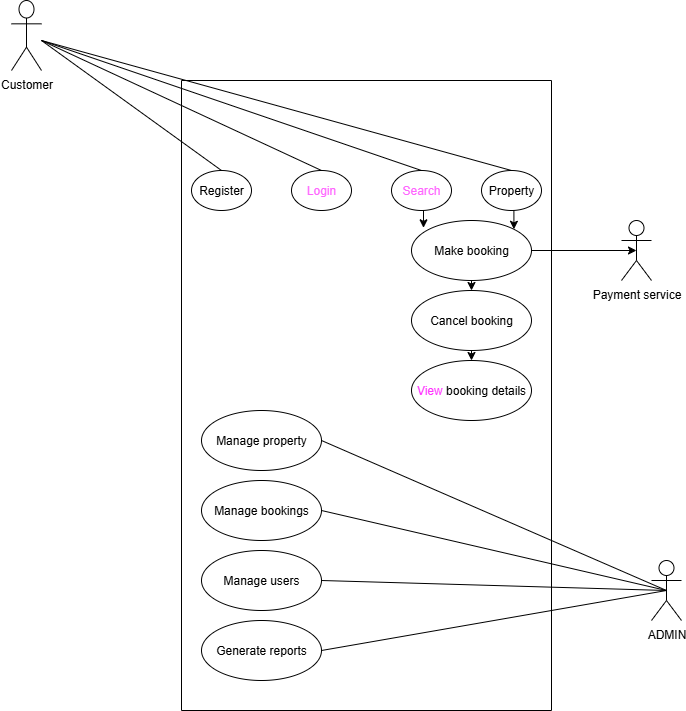 Customer
Register
Login
Search
Property
Make booking
Payment service
Cancel booking
View booking details
Manage property
Manage bookings
Manage users
ADMIN
Generate reports